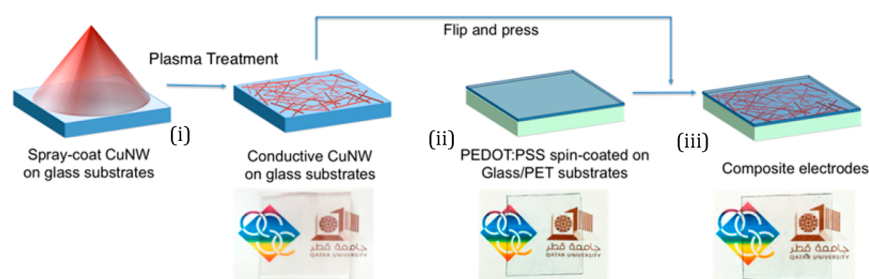 Plasma Treatment
Flip and press
(i)
(ii)
(iii)
Spray-coat CuNW
on glass substrates
Conductive CuNW
on glass substrates
PEDOT:PSS spin-coated on
Glass/PET substrates
Composite electrodes
جامعة قطر
QATAR UNIVERSITY
جامعة قطر
QATAR UNIVERSITY
جامعة قطر
QATAR UNIVERSITY